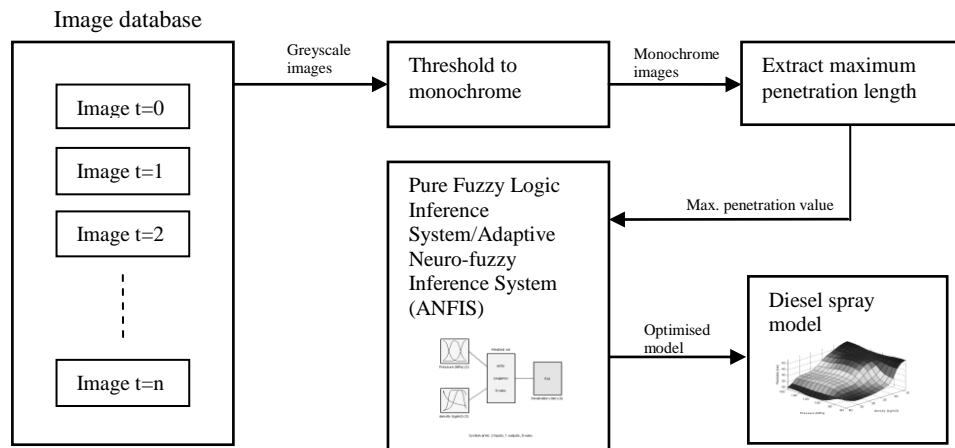 Image database
Greyscale
images
Threshold to
monochrome
Monochrome
images
Extract maximum
penetration length
Image t=0
Image t=1
Image t=2
Image t=n
Max. penetration value
Pure Fuzzy Logic
Inference
System/Adaptive
Neuro-fuzzy
Inference System
(ANFIS)
Optimised
model
Diesel spray
model